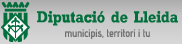 Diputació de Lleida
municipis, territori i tu